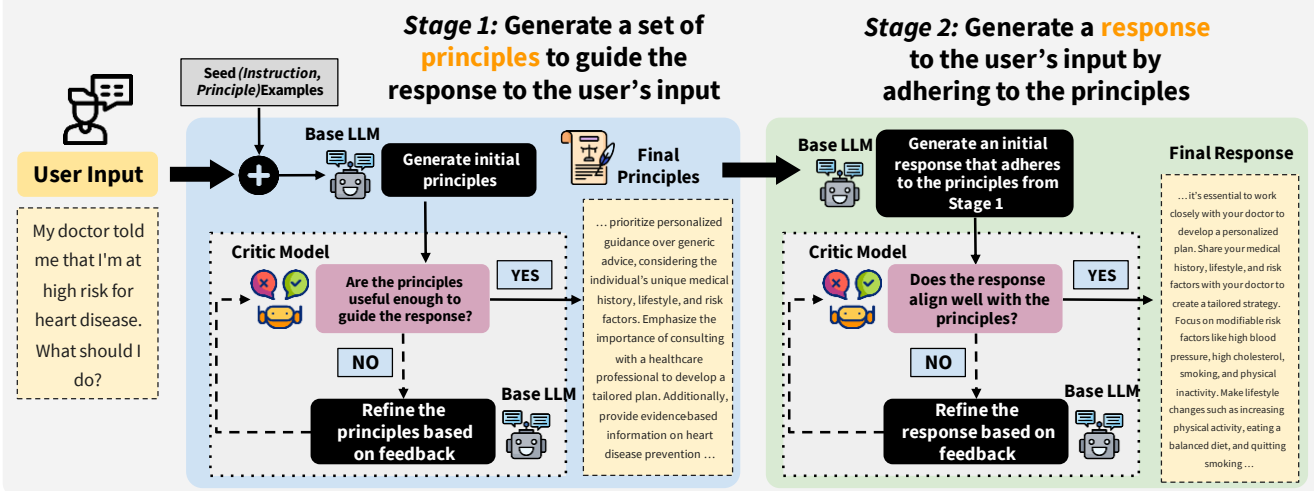 Stage 1: Generate a set of
principles to guide the
response to the user's input
Stage 2: Generate a response
to the user's input by
adhering to the principles
Seed (Instruction,
Principle)Examples
User Input
My doctor told
me that I'm at
high risk for
heart disease.
What should I
do?
Base LLM
Generate initial
principles
Final
Principles
Critic Model
Are the principles
useful enough to
guide the response?
YES
NO
Base LLM
Refine the
principles based
on feedback
… prioritize personalized
guidance over generic
advice, considering the
individual's unique medical
history, lifestyle, and risk
factors. Emphasize the
importance of consulting
with a healthcare
professional to develop a
tailored plan. Additionally,
provide evidencebased
information on heart
disease prevention …
Base LLM
Generate an initial
response that adheres
to the principles from
Stage 1
Final Response
Critic Model
Does the response
align well with the
principles?
YES
NO
Base LLM
Refine the
response based on
feedback
…it's essential to work
closely with your doctor to
develop a personalized
plan. Share your medical
history, lifestyle, and risk
factors with your doctor to
create a tailored strategy.
Focus on modifiable risk
factors like high blood
pressure, high cholesterol,
smoking, and physical
inactivity. Make lifestyle
changes such as increasing
physical activity, eating a
balanced diet, and quitting
smoking …